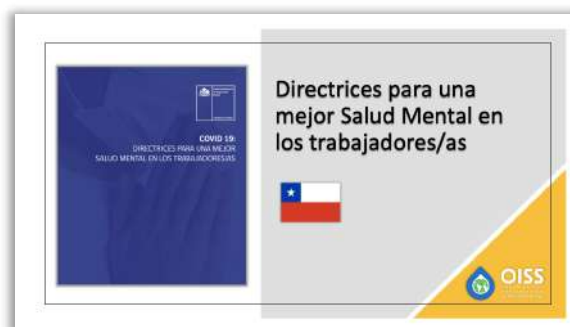 COVID 19:
DIRECTRICES PARA UNA MEJOR
SALUD MENTAL EN LOS TRABAJADORES/AS
Directrices para una
mejor Salud Mental en
los trabajadores/as
OISS